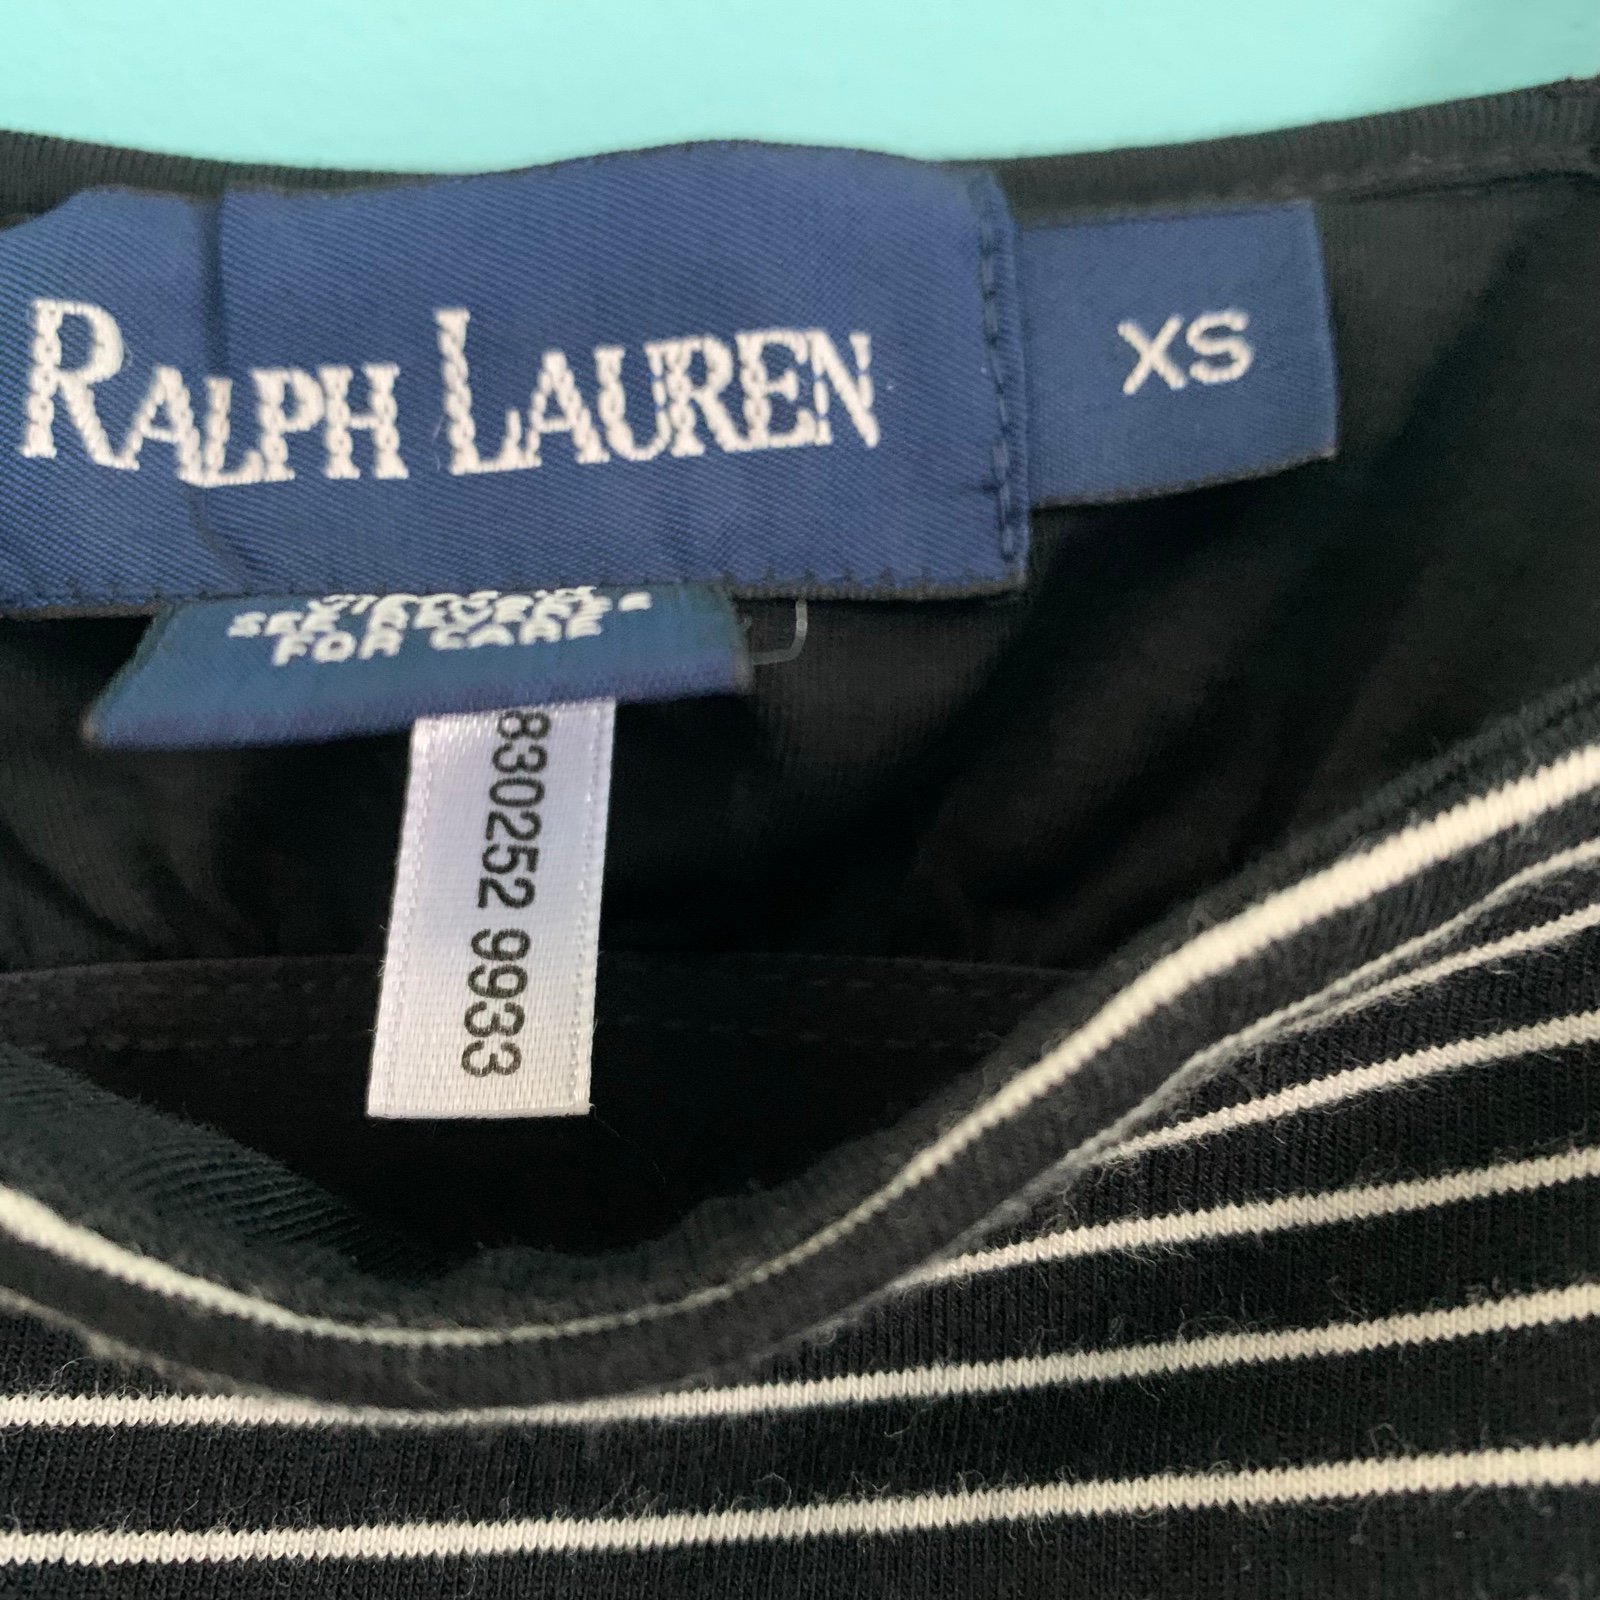 RALPH LAUREN
XS
SEE REVERSE
FOR CARE
830252 9933